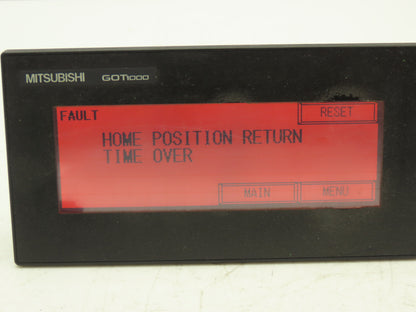 MITSUBISHI GOT1000
FAULT RESET
HOME POSITION RETURN
TIME OVER
MAIN MENU